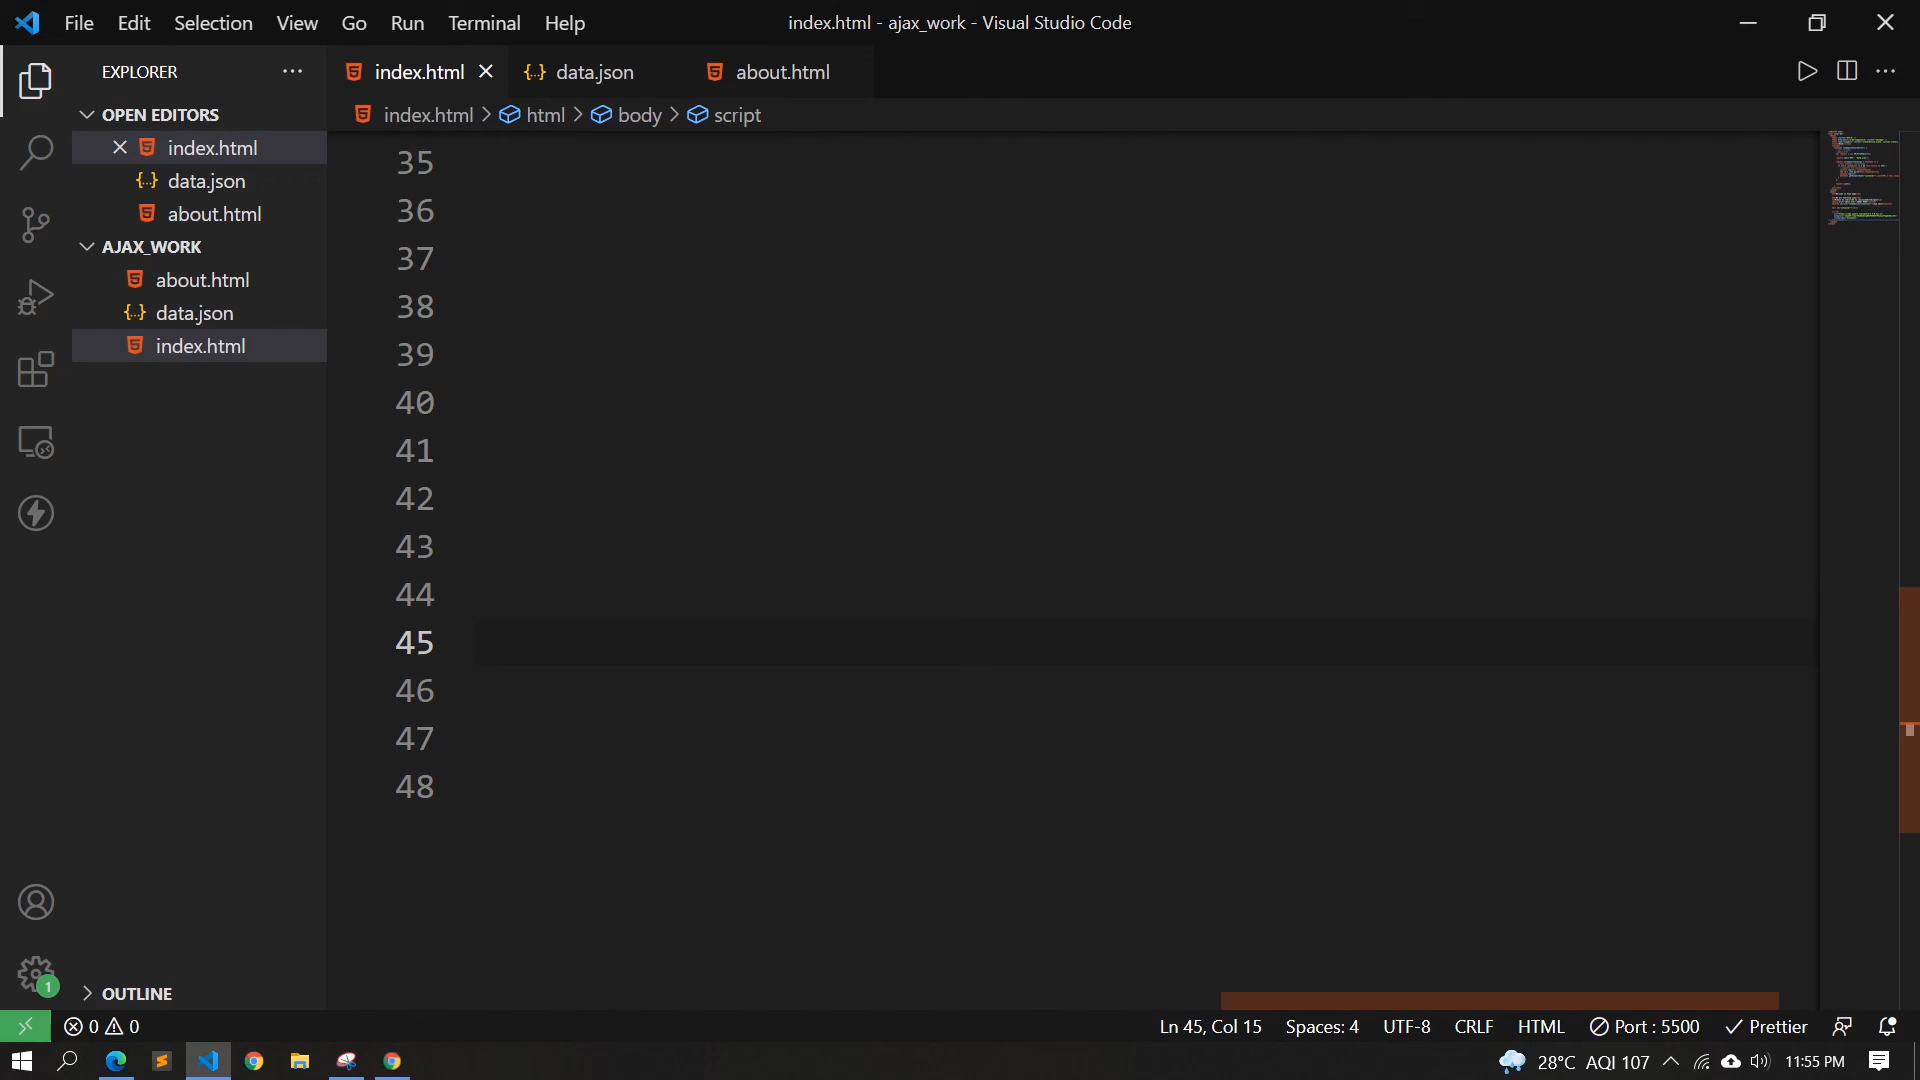 File Edit Selection View Go Run Terminal Help index.html - ajax_work - Visual Studio Code
EXPLORER
index.html data.json about.html
OPEN EDITORS
index.html > html > body > script
index.html
data.json
about.html
AJAX_WORK
about.html
data.json
index.html
35
36
37
38
39
40
41
42
43
44
45
46
47
48
1
OUTLINE
0 0 Ln 45, Col 15 Spaces: 4 UTF-8 CRLF HTML Port : 5500 Prettier
28°C AQI 107 11:55 PM